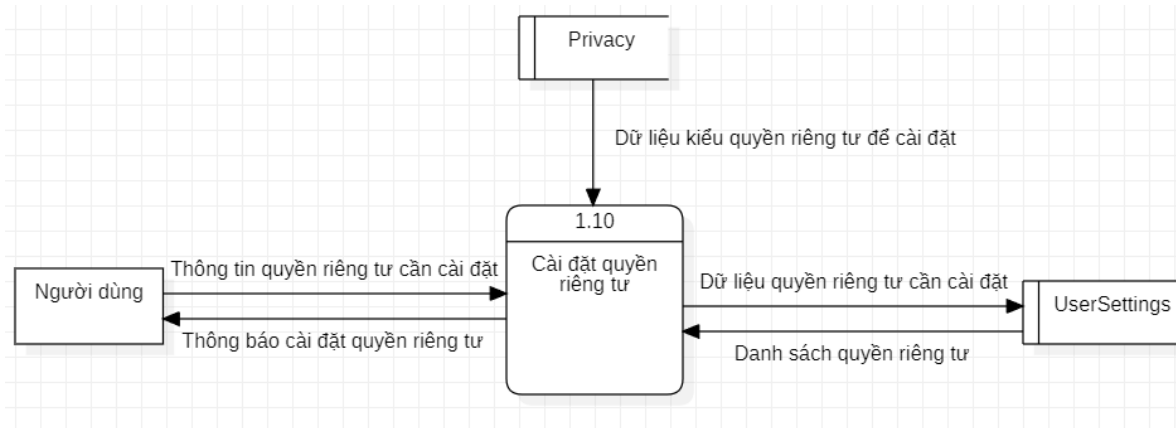 Privacy
Dữ liệu kiểu quyền riêng tư để cài đặt
1.10
Cài đặt quyền
riêng tư
Người dùng
Thông tin quyền riêng tư cần cài đặt
Thông báo cài đặt quyền riêng tư
Dữ liệu quyền riêng tư cần cài đặt
Danh sách quyền riêng tư
UserSettings